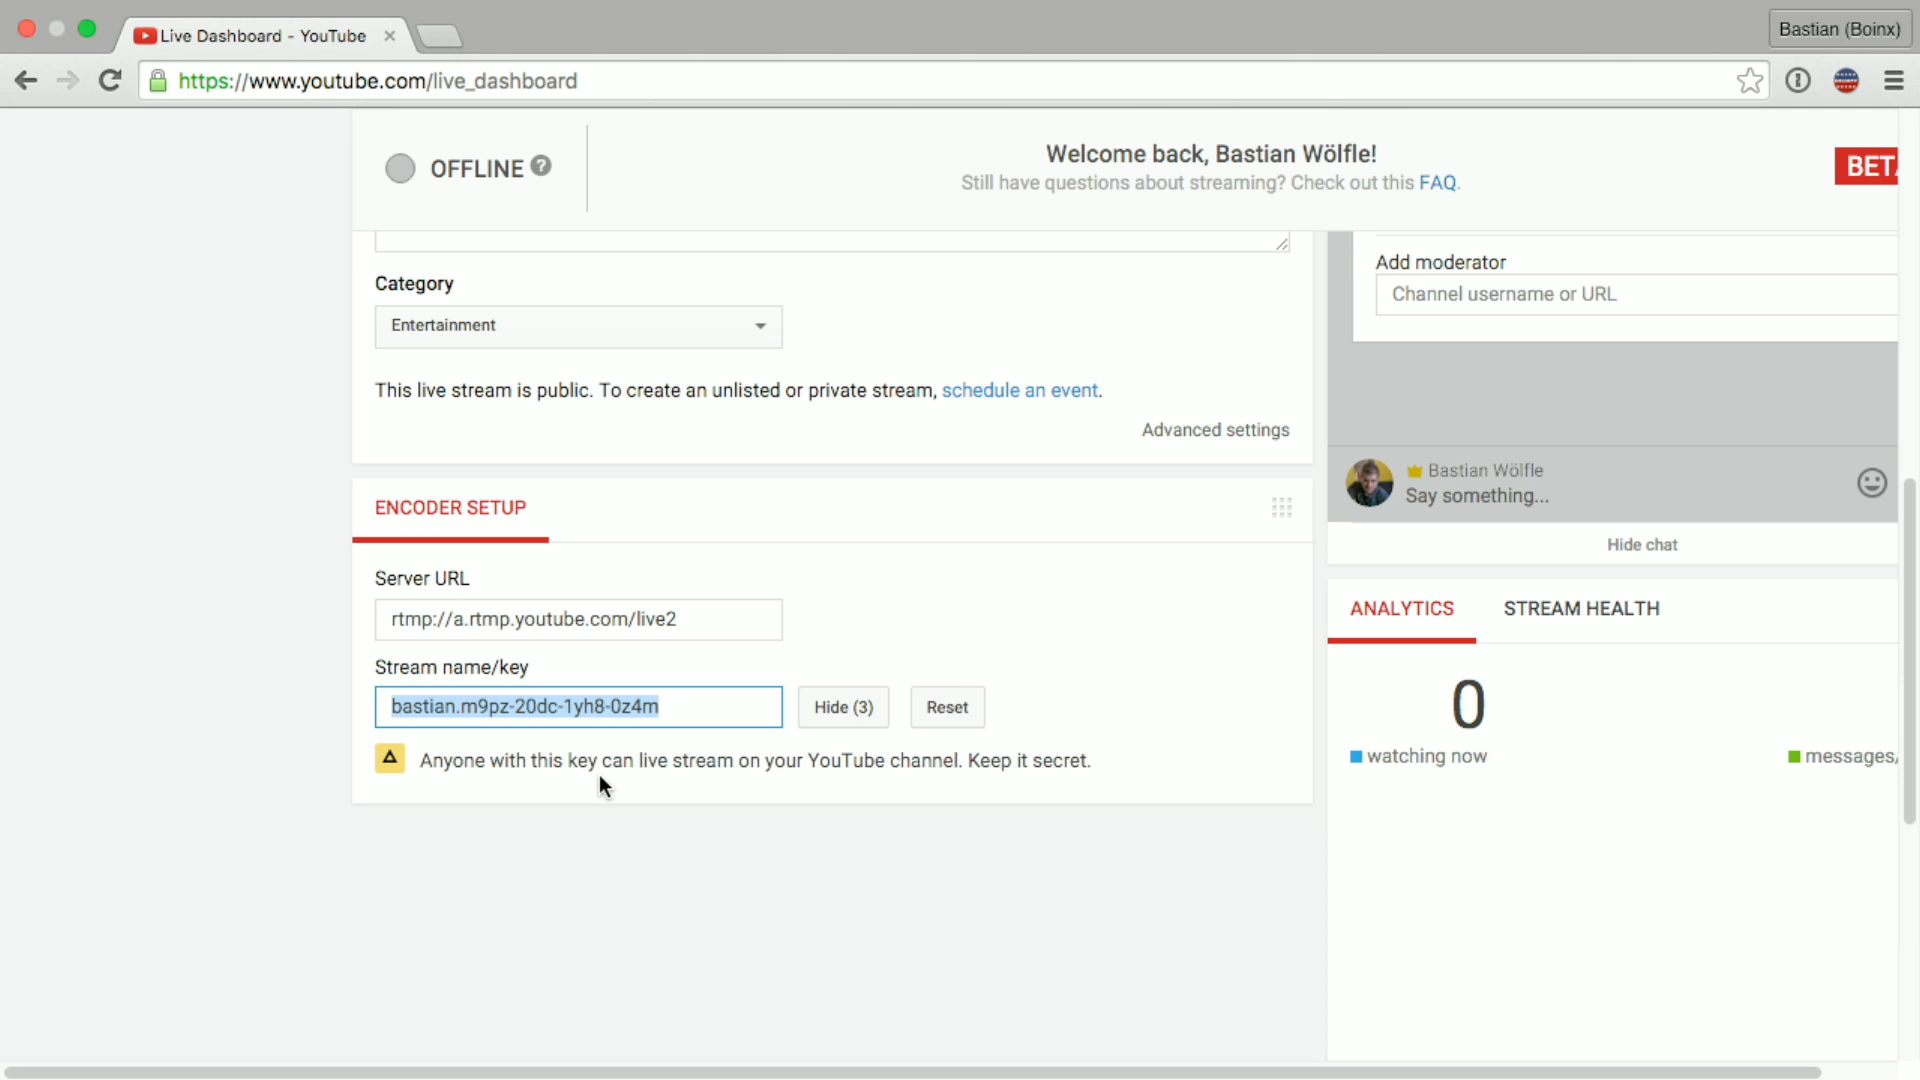 Live Dashboard - YouTube
Bastian (Boinx)
https://www.youtube.com/live_dashboard
OFFLINE ?
Welcome back, Bastian Wölfle!
Still have questions about streaming? Check out this FAQ.
BETA
Category
Entertainment
This live stream is public. To create an unlisted or private stream, schedule an event.
Advanced settings
ENCODER SETUP
Server URL
rtmp://a.rtmp.youtube.com/live2
Stream name/key
bastian.m9pz-20dc-1yh8-0z4m
Hide (3)
Reset
Anyone with this key can live stream on your YouTube channel. Keep it secret.
Add moderator
Channel username or URL
Bastian Wölfle
Say something...
Hide chat
ANALYTICS
STREAM HEALTH
0
watching now
messages/